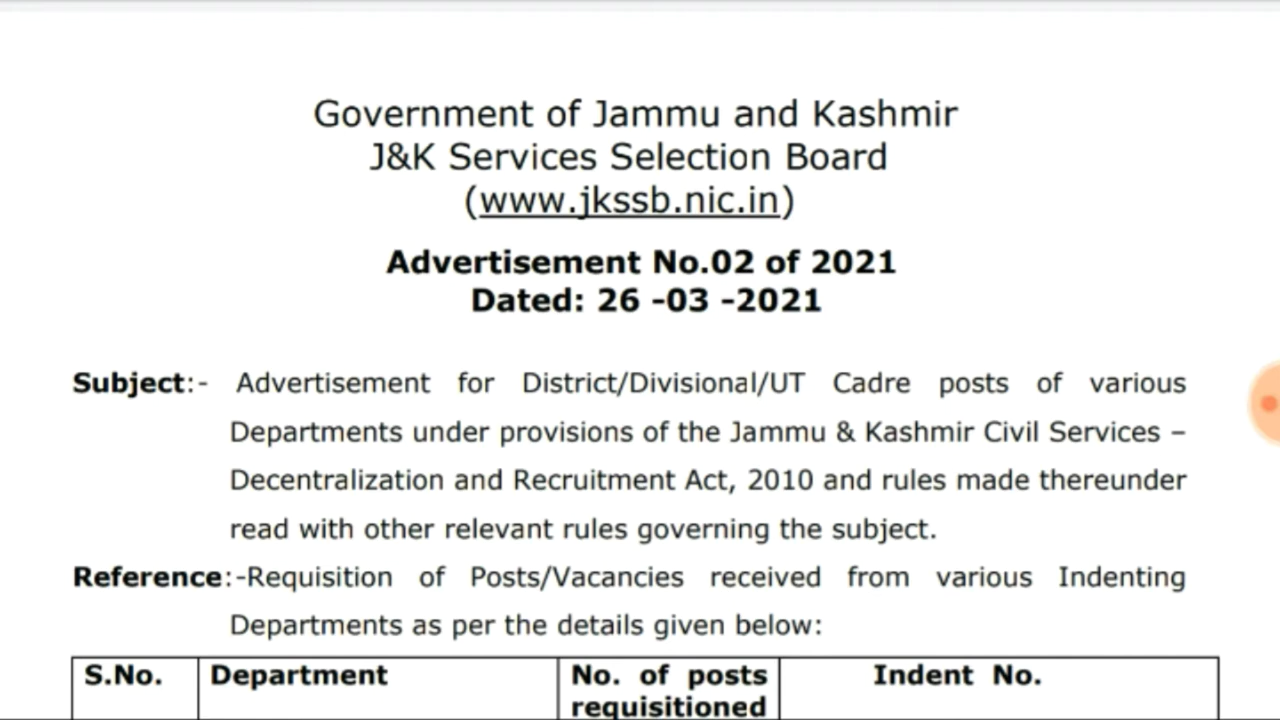 Government of Jammu and Kashmir
J&K Services Selection Board
(www.jkssb.nic.in)
Advertisement No.02 of 2021
Dated: 26 -03 -2021
Subject:- Advertisement for District/Divisional/UT Cadre posts of various
Departments under provisions of the Jammu & Kashmir Civil Services –
Decentralization and Recruitment Act, 2010 and rules made thereunder
read with other relevant rules governing the subject.
Reference:-Requisition of Posts/Vacancies received from various Indenting
Departments as per the details given below:
S.No. Department No. of posts Indent No.
requisitioned